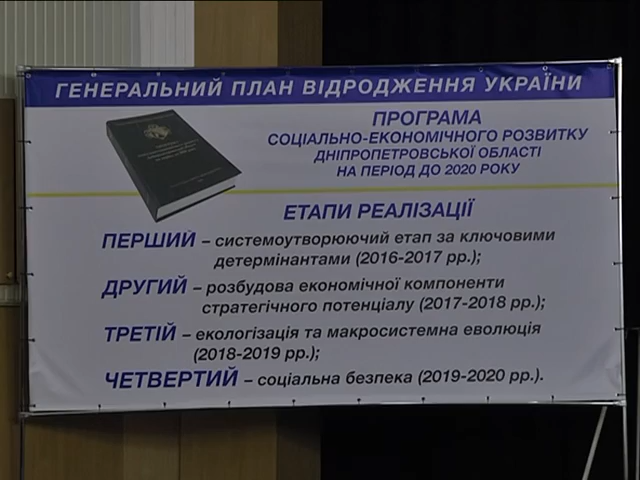 ГЕНЕРАЛЬНИЙ ПЛАН ВІДРОДЖЕННЯ УКРАЇНИ
ПРОГРАМА
СОЦІАЛЬНО-ЕКОНОМІЧНОГО РОЗВИТКУ
ДНІПРОПЕТРОВСЬКОЇ ОБЛАСТІ
НА ПЕРІОД ДО 2020 РОКУ
ЕТАПИ РЕАЛІЗАЦІЇ
ПЕРШИЙ – системоутворюючий етап за ключовими
детермінантами (2016-2017 рр.);
ДРУГИЙ – розбудова економічної компоненти
стратегічного потенціалу (2017-2018 рр.);
ТРЕТІЙ – екологізація та макросистемна еволюція
(2018-2019 рр.);
ЧЕТВЕРТИЙ – соціальна безпека (2019-2020 рр.).